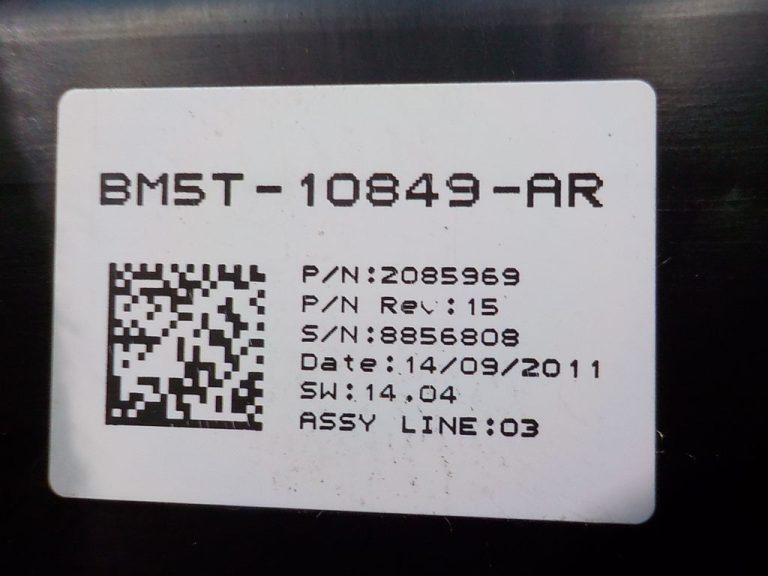 BM5T-10849-AR
P/N:2085969
P/N Rev:15
S/N:8856808
Date:14/09/2011
SW:14.04
ASSY LINE:03